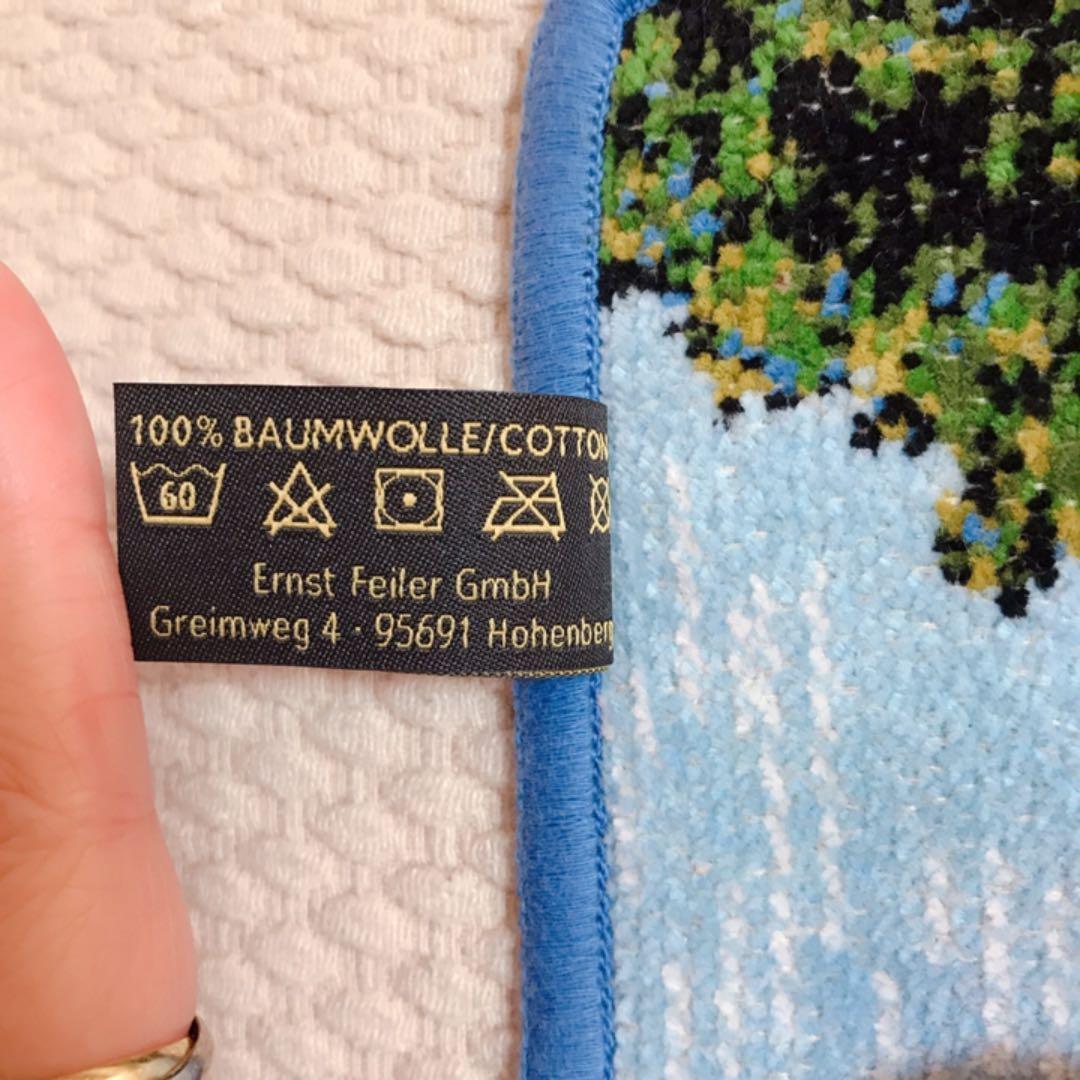 100% BAUMWOLLE/COTTON
60
Ernst Feiler GmbH
Greimweg 4 · 95691 Hohenberg